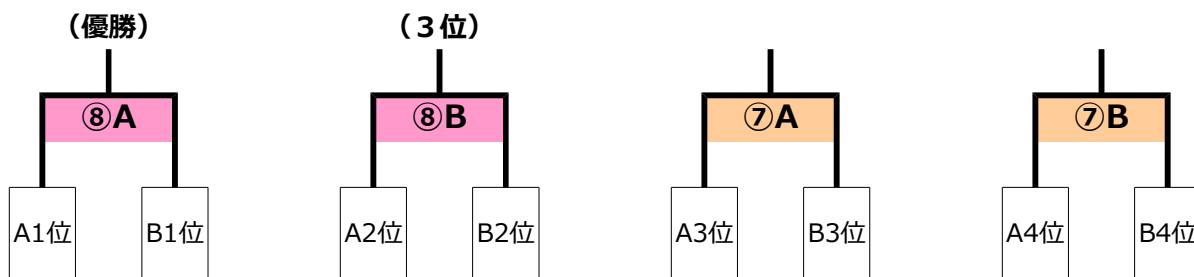 （優勝）
（３位）
⑧A
⑧B
⑦A
⑦B
A1位
B1位
A2位
B2位
A3位
B3位
A4位
B4位